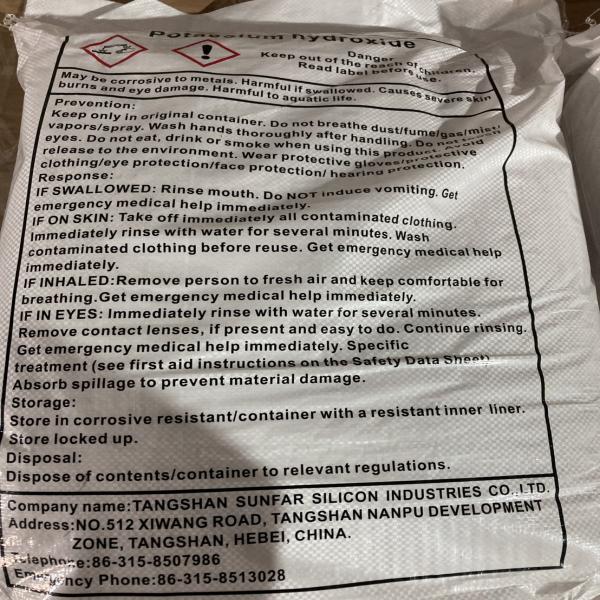 Potassium hydroxide
Danger
Keep out of the reach of children.
Read label before use.
May be corrosive to metals. Harmful if swallowed. Causes severe skin
burns and eye damage. Harmful to aquatic life.
Prevention:
Keep only in original container. Do not breathe dust/fume/gas/mist/
vapors/spray. Wash hands thoroughly after handling. Do not
eyes. Do not eat, drink or smoke when using this product. Avoid
release to the environment. Wear protective gloves/protective
clothing/eye protection/face protection/ hearing protection.
Response:
IF SWALLOWED: Rinse mouth. Do NOT induce vomiting. Get
emergency medical help immediately.
IF ON SKIN: Take off immediately all contaminated clothing.
Immediately rinse with water for several minutes. Wash
contaminated clothing before reuse. Get emergency medical help
immediately.
IF INHALED:Remove person to fresh air and keep comfortable for
breathing.Get emergency medical help immediately.
IF IN EYES: Immediately rinse with water for several minutes.
Remove contact lenses, if present and easy to do. Continue rinsing.
Get emergency medical help immediately. Specific
treatment (see first aid instructions on the Safety Data Sheet)
Absorb spillage to prevent material damage.
Storage:
Store in corrosive resistant/container with a resistant inner liner.
Store locked up.
Disposal:
Dispose of contents/container to relevant regulations.
Company name:TANGSHAN SUNFAR SILICON INDUSTRIES CO.,LTD.
Address:NO.512 XIWANG ROAD, TANGSHAN NANPU DEVELOPMENT
ZONE, TANGSHAN, HEBEI, CHINA.
Telephone:86-315-8507986
Emergency Phone:86-315-8513028